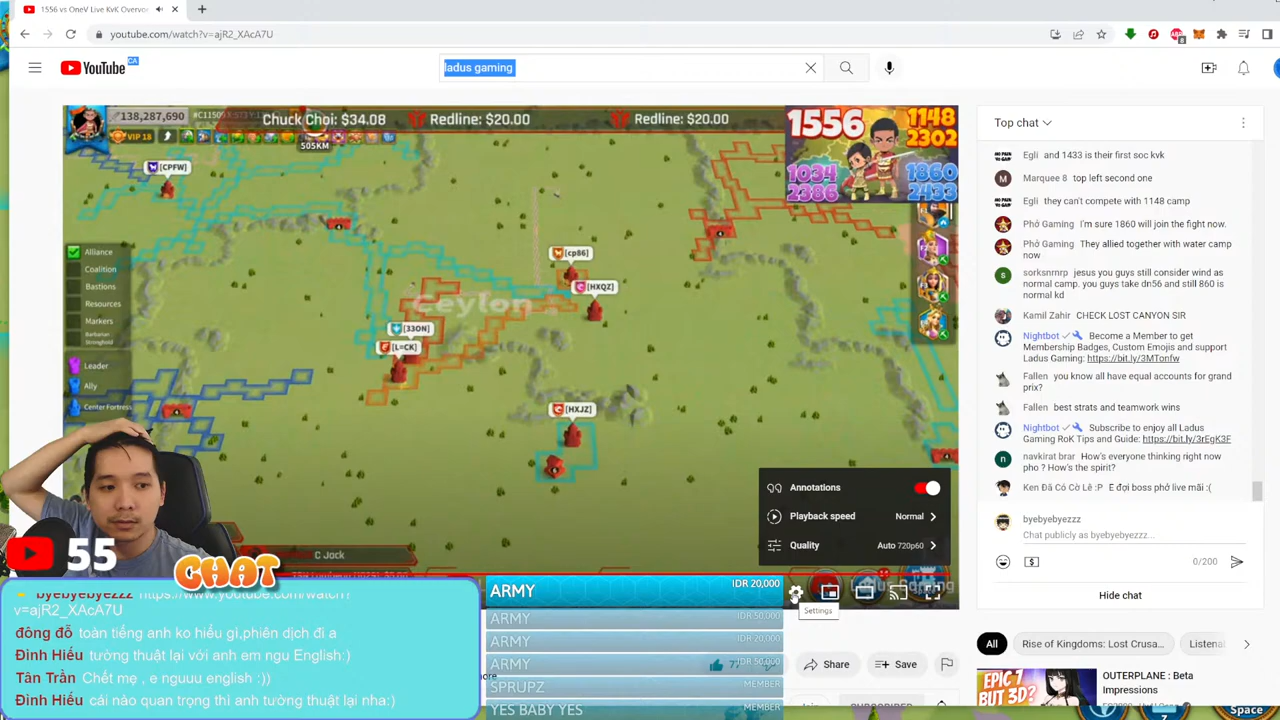 1556 vs OneV Live KvK Overvo
youtube.com/watch?v=ajR2_XAcA7U
YouTube CA
ladus gaming
138,287,690
VIP 18
Chuck Choi: $34.08
Redline: $20.00
Redline: $20.00
505KM
1556
1148
2302
1034
2386
1860
2433
[CPFW]
[cp86]
[HXQZ]
Ceylon
[33ON]
[L=CK]
[HXJZ]
Alliance
Coalition
Bastions
Resources
Markers
Barbarian
Stronghold
Leader
Ally
Center Fortress
Annotations
Playback speed Normal
Quality Auto 720p60
Settings
C Jack
Top chat
Egli and 1433 is their first soc kvk
Marquee 8 top left second one
Egli they can't compete with 1148 camp
Phở Gaming I'm sure 1860 will join the fight now.
Phở Gaming They allied together with water camp
now
sorksnrnrp jesus you guys still consider wind as
normal camp, you guys take dn56 and still 860 is
normal kd
Kamil Zahir CHECK LOST CANYON SIR
Nightbot Become a Member to get
Membership Badges, Custom Emojis and support
Ladus Gaming: https://bit.ly/3MTonfw
Fallen you know all have equal accounts for grand
prix?
Fallen best strats and teamwork wins
Nightbot Subscribe to enjoy all Ladus
Gaming RoK Tips and Guide: https://bit.ly/3rEgK3F
navkirat brar How's everyone thinking right now
pho ? How's the spirit?
Ken Đã Có Cờ Lê :P E đợi boss phở live mãi :(
byebyebyezzz
Chat publicly as byebyebyezzz...
0/200
Hide chat
All Rise of Kingdoms: Lost Crusa... Listena
OUTERPLANE : Beta
Impressions
EPIC 7
BUT 3D?
Share Save
55
CHAT
byebyebyezzz https://www.youtube.com/watch?
v=ajR2_XAcA7U
đông đỗ toàn tiếng anh ko hiểu gì,phiên dịch đi a
Đình Hiếu tường thuật lại với anh em ngu English:)
Tân Trần Chết mẹ , e nguuu english :))
Đình Hiếu cái nào quan trọng thì anh tường thuật lại nha:)
ARMY IDR 20,000
ARMY IDR 50,000
ARMY IDR 20,000
ARMY IDR 50,000
SPRUPZ MEMBER
YES BABY YES MEMBER
Space